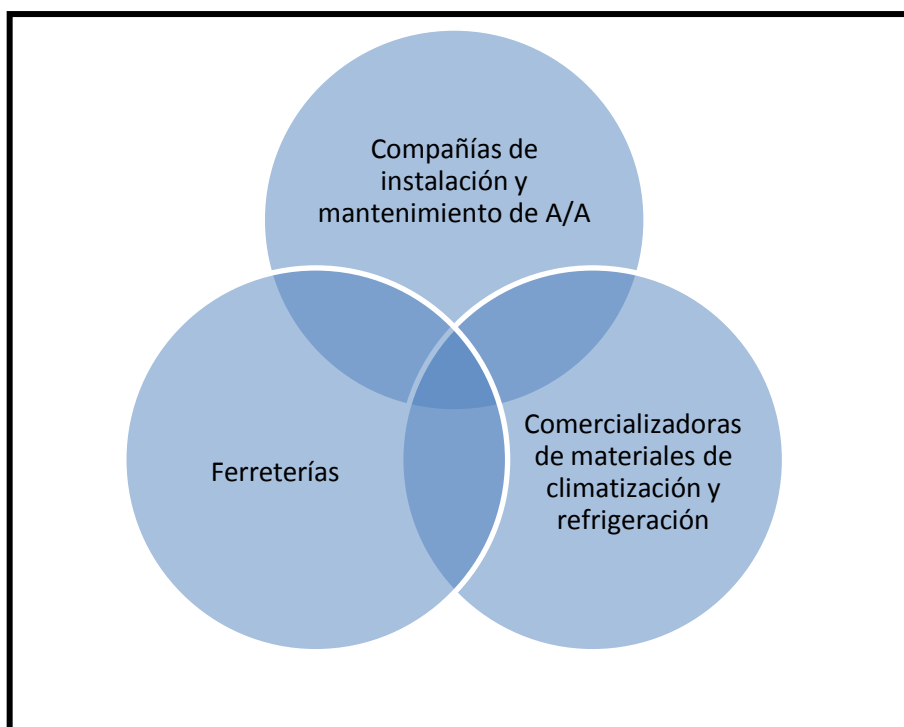 Compañías de
instalación y
mantenimiento de A/A
Ferreterías
Comercializadoras
de materiales de
climatización y
refrigeración